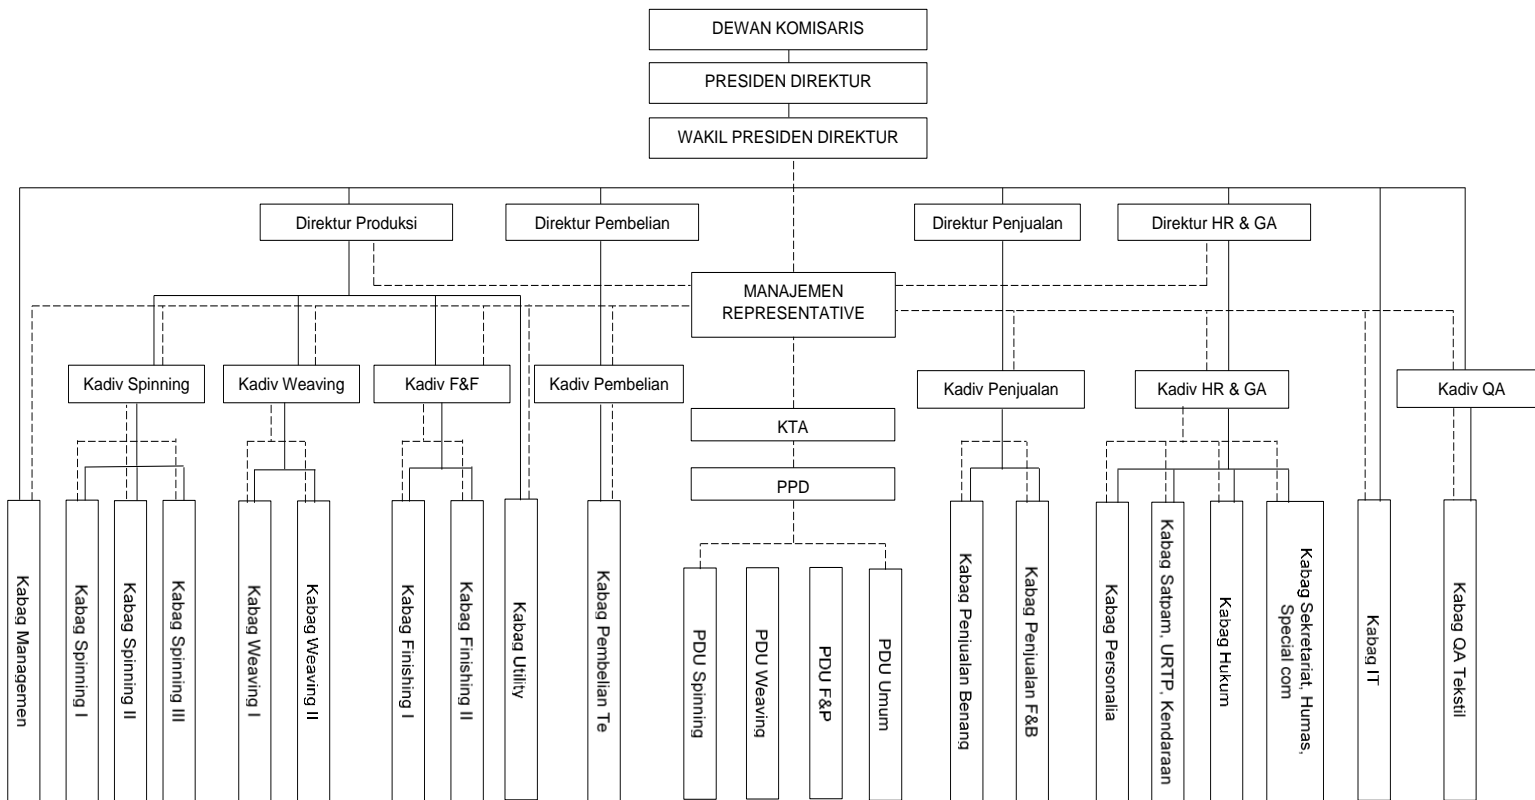 DEWAN KOMISARIS
PRESIDEN DIREKTUR
WAKIL PRESIDEN DIREKTUR
Direktur Produksi
Direktur Pembelian
Direktur Penjualan
Direktur HR & GA
MANAJEMEN
REPRESENTATIVE
Kadiv Spinning
Kadiv Weaving
Kadiv F&F
Kadiv Pembelian
Kadiv Penjualan
Kadiv HR & GA
Kadiv QA
KTA
PPD
Kabag Managemen
Kabag Spinning I
Kabag Spinning II
Kabag Spinning III
Kabag Weaving I
Kabag Weaving II
Kabag Finishing I
Kabag Finishing II
Kabag Utility
Kabag Pembelian Te
PDU Spinning
PDU Weaving
PDU F&P
PDU Umum
Kabag Penjualan Benang
Kabag Penjualan F&B
Kabag Personalia
Kabag Satpam, URTP, Kendaraan
Kabag Hukum
Kabag Sekretariat, Humas,
Special com
Kabag IT
Kabag QA Tekstil